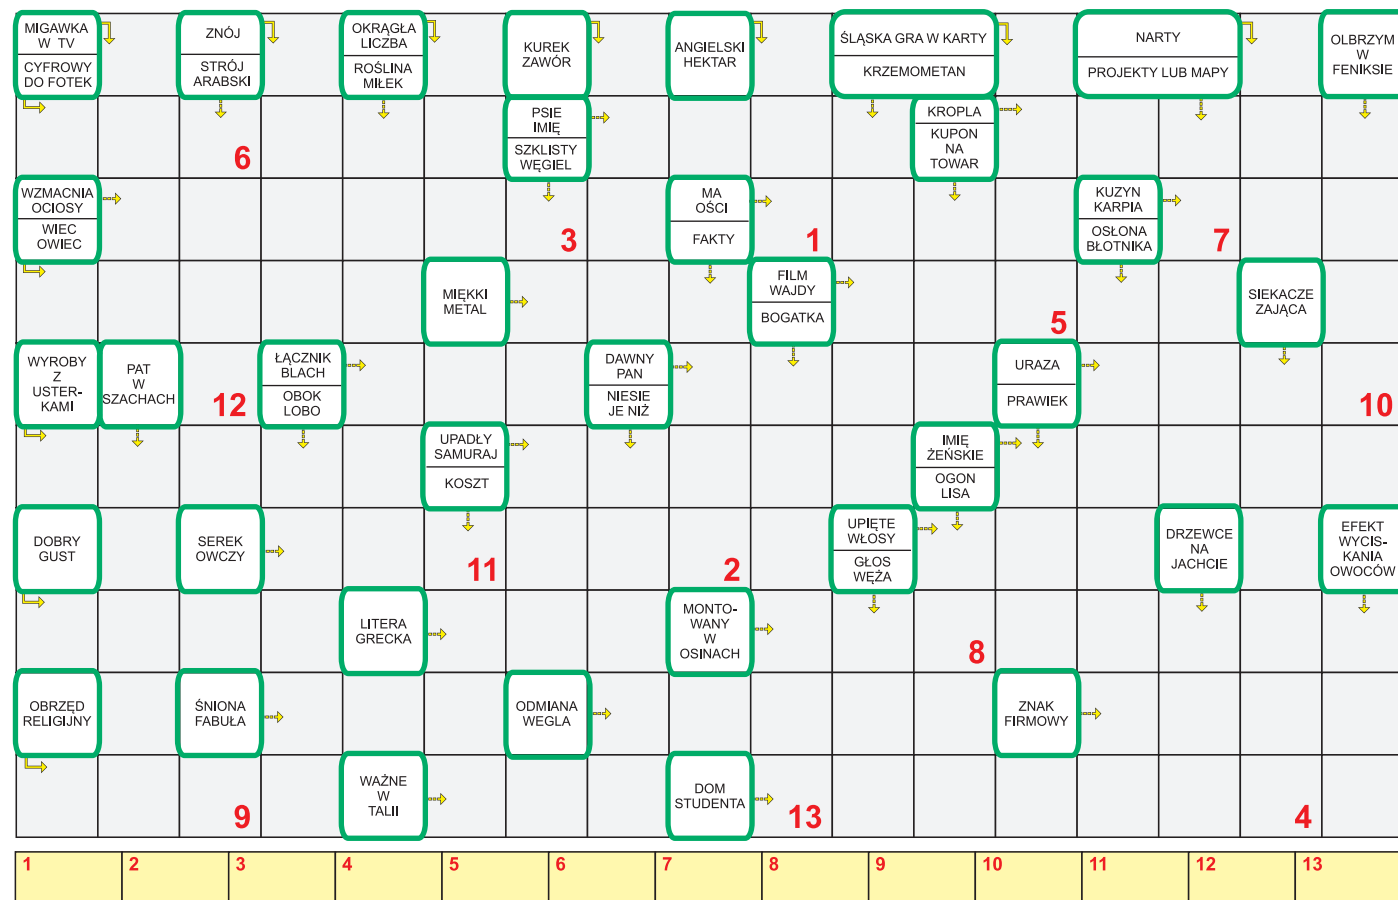 MIGAWKA
W TV
CYFROWY
DO FOTEK
ZNÓJ
STRÓJ
ARABSKI
OKRĄGŁA
LICZBA
ROŚLINA
MIŁEK
KUREK
ZAWÓR
ANGIELSKI
HEKTAR
ŚLĄSKA GRA W KARTY
KRZEMOMETAN
NARTY
PROJEKTY LUB MAPY
OLBRZYM
W
FENIKSIE
PSIE
IMIĘ
SZKLISTY
WĘGIEL
KROPLA
KUPON
NA
TOWAR
6
WZMACNIA
OCIOSY
WIEC
OWIEC
3
MA
OŚCI
FAKTY
1
KUZYN
KARPIA
OSŁONA
BŁOTNIKA
7
MIĘKKI
METAL
FILM
WAJDY
BOGATKA
5
SIEKACZE
ZAJĄCA
WYROBY
Z
USTER-
KAMI
PAT
W
SZACHACH
12
ŁĄCZNIK
BLACH
OBOK
LOBO
DAWNY
PAN
NIESIE
JE NIŻ
URAZA
PRAWIEK
10
UPADŁY
SAMURAJ
KOSZT
IMIĘ
ŻEŃSKIE
OGON
LISA
DOBRY
GUST
SEREK
OWCZY
11
2
UPIĘTE
WŁOSY
GŁOS
WĘŻA
DRZEWCE
NA
JACHCIE
EFEKT
WYCIS-
KANIA
OWOCÓW
LITERA
GRECKA
MONTO-
WANY
W
OSINACH
8
OBRZĘD
RELIGIJNY
ŚNIONA
FABUŁA
ODMIANA
WEGLA
ZNAK
FIRMOWY
9
WAŻNE
W
TALII
DOM
STUDENTA
13
4
1 2 3 4 5 6 7 8 9 10 11 12 13